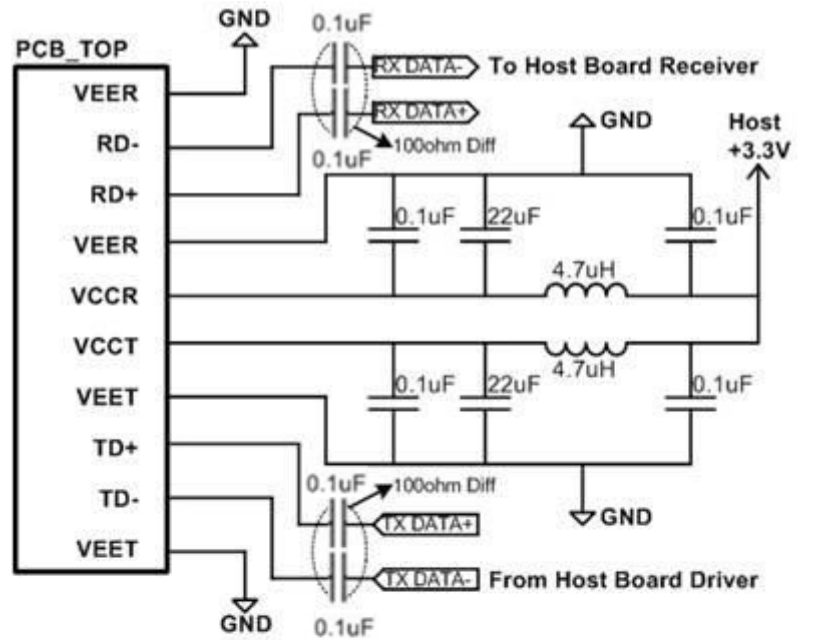 GND
0.1uF
PCB_TOP
RX DATA-
To Host Board Receiver
VEER
RX DATA+
GND
Host
+3.3V
RD-
100ohm Diff
0.1uF
RD+
0.1uF
22uF
0.1uF
VEER
4.7uH
VCCR
VCCT
4.7uH
0.1uF
22uF
0.1uF
VEET
TD+
0.1uF
100ohm Diff
TD-
TX DATA+
GND
VEET
TX DATA-
From Host Board Driver
GND
0.1uF